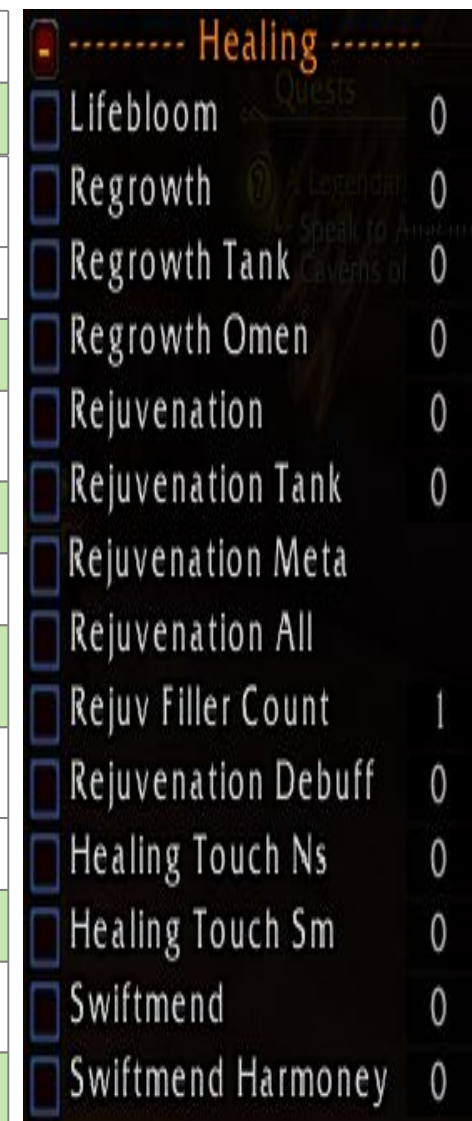 - --------- Healing -------
Quests
Lifebloom 0
Regrowth 0
Regrowth Tank 0
Regrowth Omen 0
Rejuvenation 0
Rejuvenation Tank 0
Rejuvenation Meta
Rejuvenation All
Rejuv Filler Count 1
Rejuvenation Debuff 0
Healing Touch Ns 0
Healing Touch Sm 0
Swiftmend 0
Swiftmend Harmoney 0